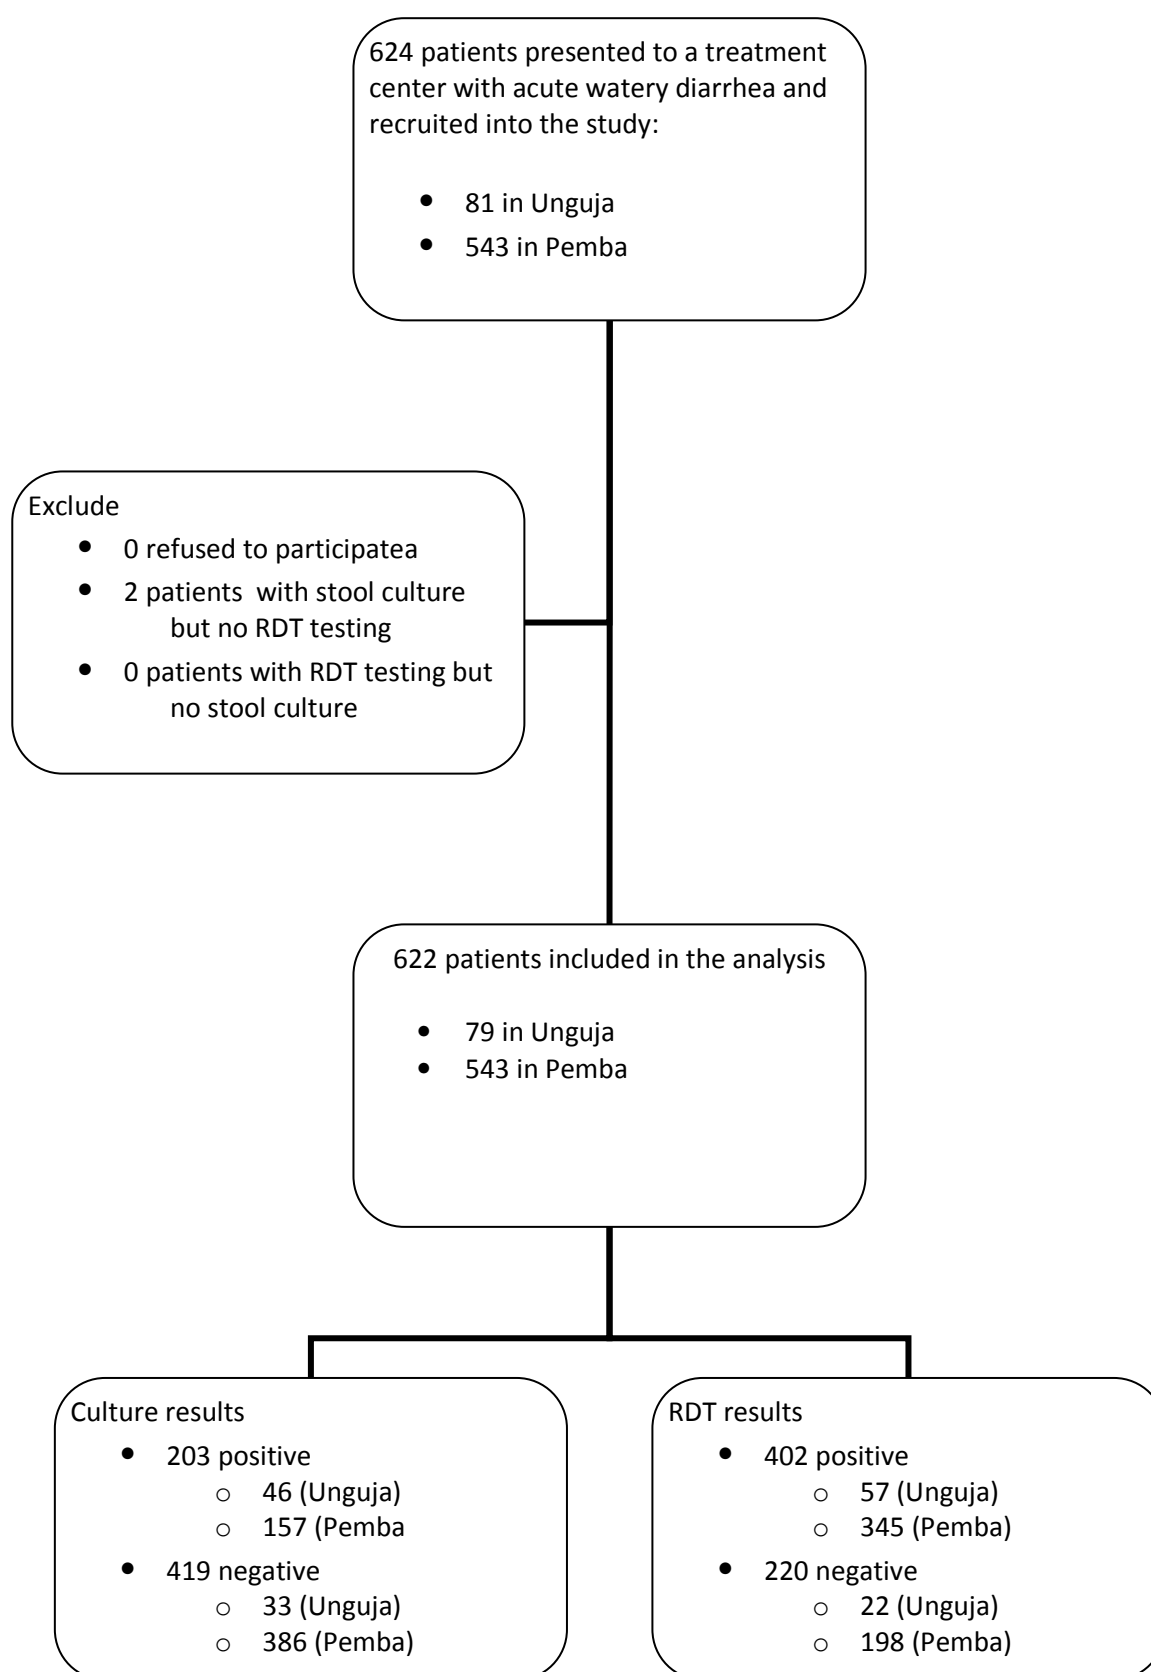 624 patients presented to a treatment
center with acute watery diarrhea and
recruited into the study:
• 81 in Unguja
• 543 in Pemba
Exclude
• 0 refused to participatea
• 2 patients  with stool culture
but no RDT testing
• 0 patients with RDT testing but
no stool culture
622 patients included in the analysis
• 79 in Unguja
• 543 in Pemba
Culture results
• 203 positive
o 46 (Unguja)
o 157 (Pemba
• 419 negative
o 33 (Unguja)
o 386 (Pemba)
RDT results
• 402 positive
o 57 (Unguja)
o 345 (Pemba)
• 220 negative
o 22 (Unguja)
o 198 (Pemba)